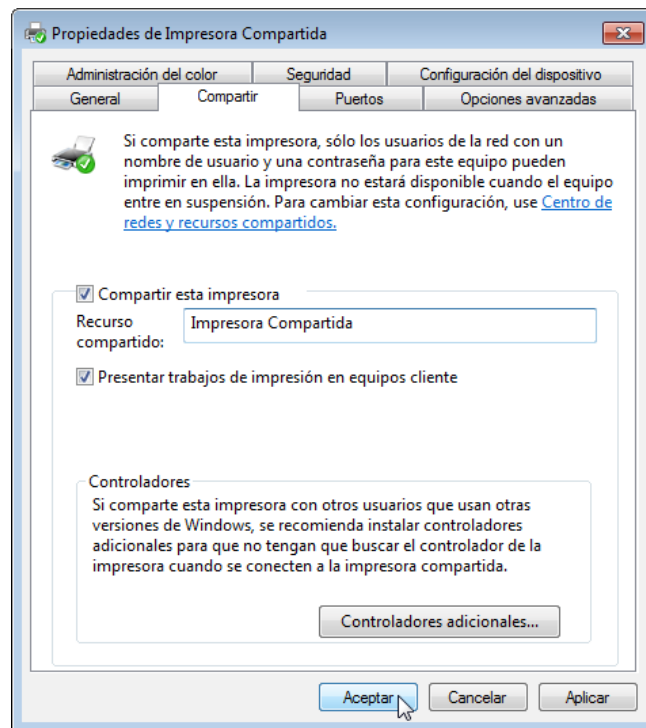 Propiedades de Impresora Compartida
Administración del color Seguridad Configuración del dispositivo
General Compartir Puertos Opciones avanzadas
Si comparte esta impresora, sólo los usuarios de la red con un
nombre de usuario y una contraseña para este equipo pueden
imprimir en ella. La impresora no estará disponible cuando el equipo
entre en suspensión. Para cambiar esta configuración, use Centro de
redes y recursos compartidos.
Compartir esta impresora
Recurso
compartido:
Impresora Compartida
Presentar trabajos de impresión en equipos cliente
Controladores
Si comparte esta impresora con otros usuarios que usan otras
versiones de Windows, se recomienda instalar controladores
adicionales para que no tengan que buscar el controlador de la
impresora cuando se conecten a la impresora compartida.
Controladores adicionales...
Aceptar Cancelar Aplicar